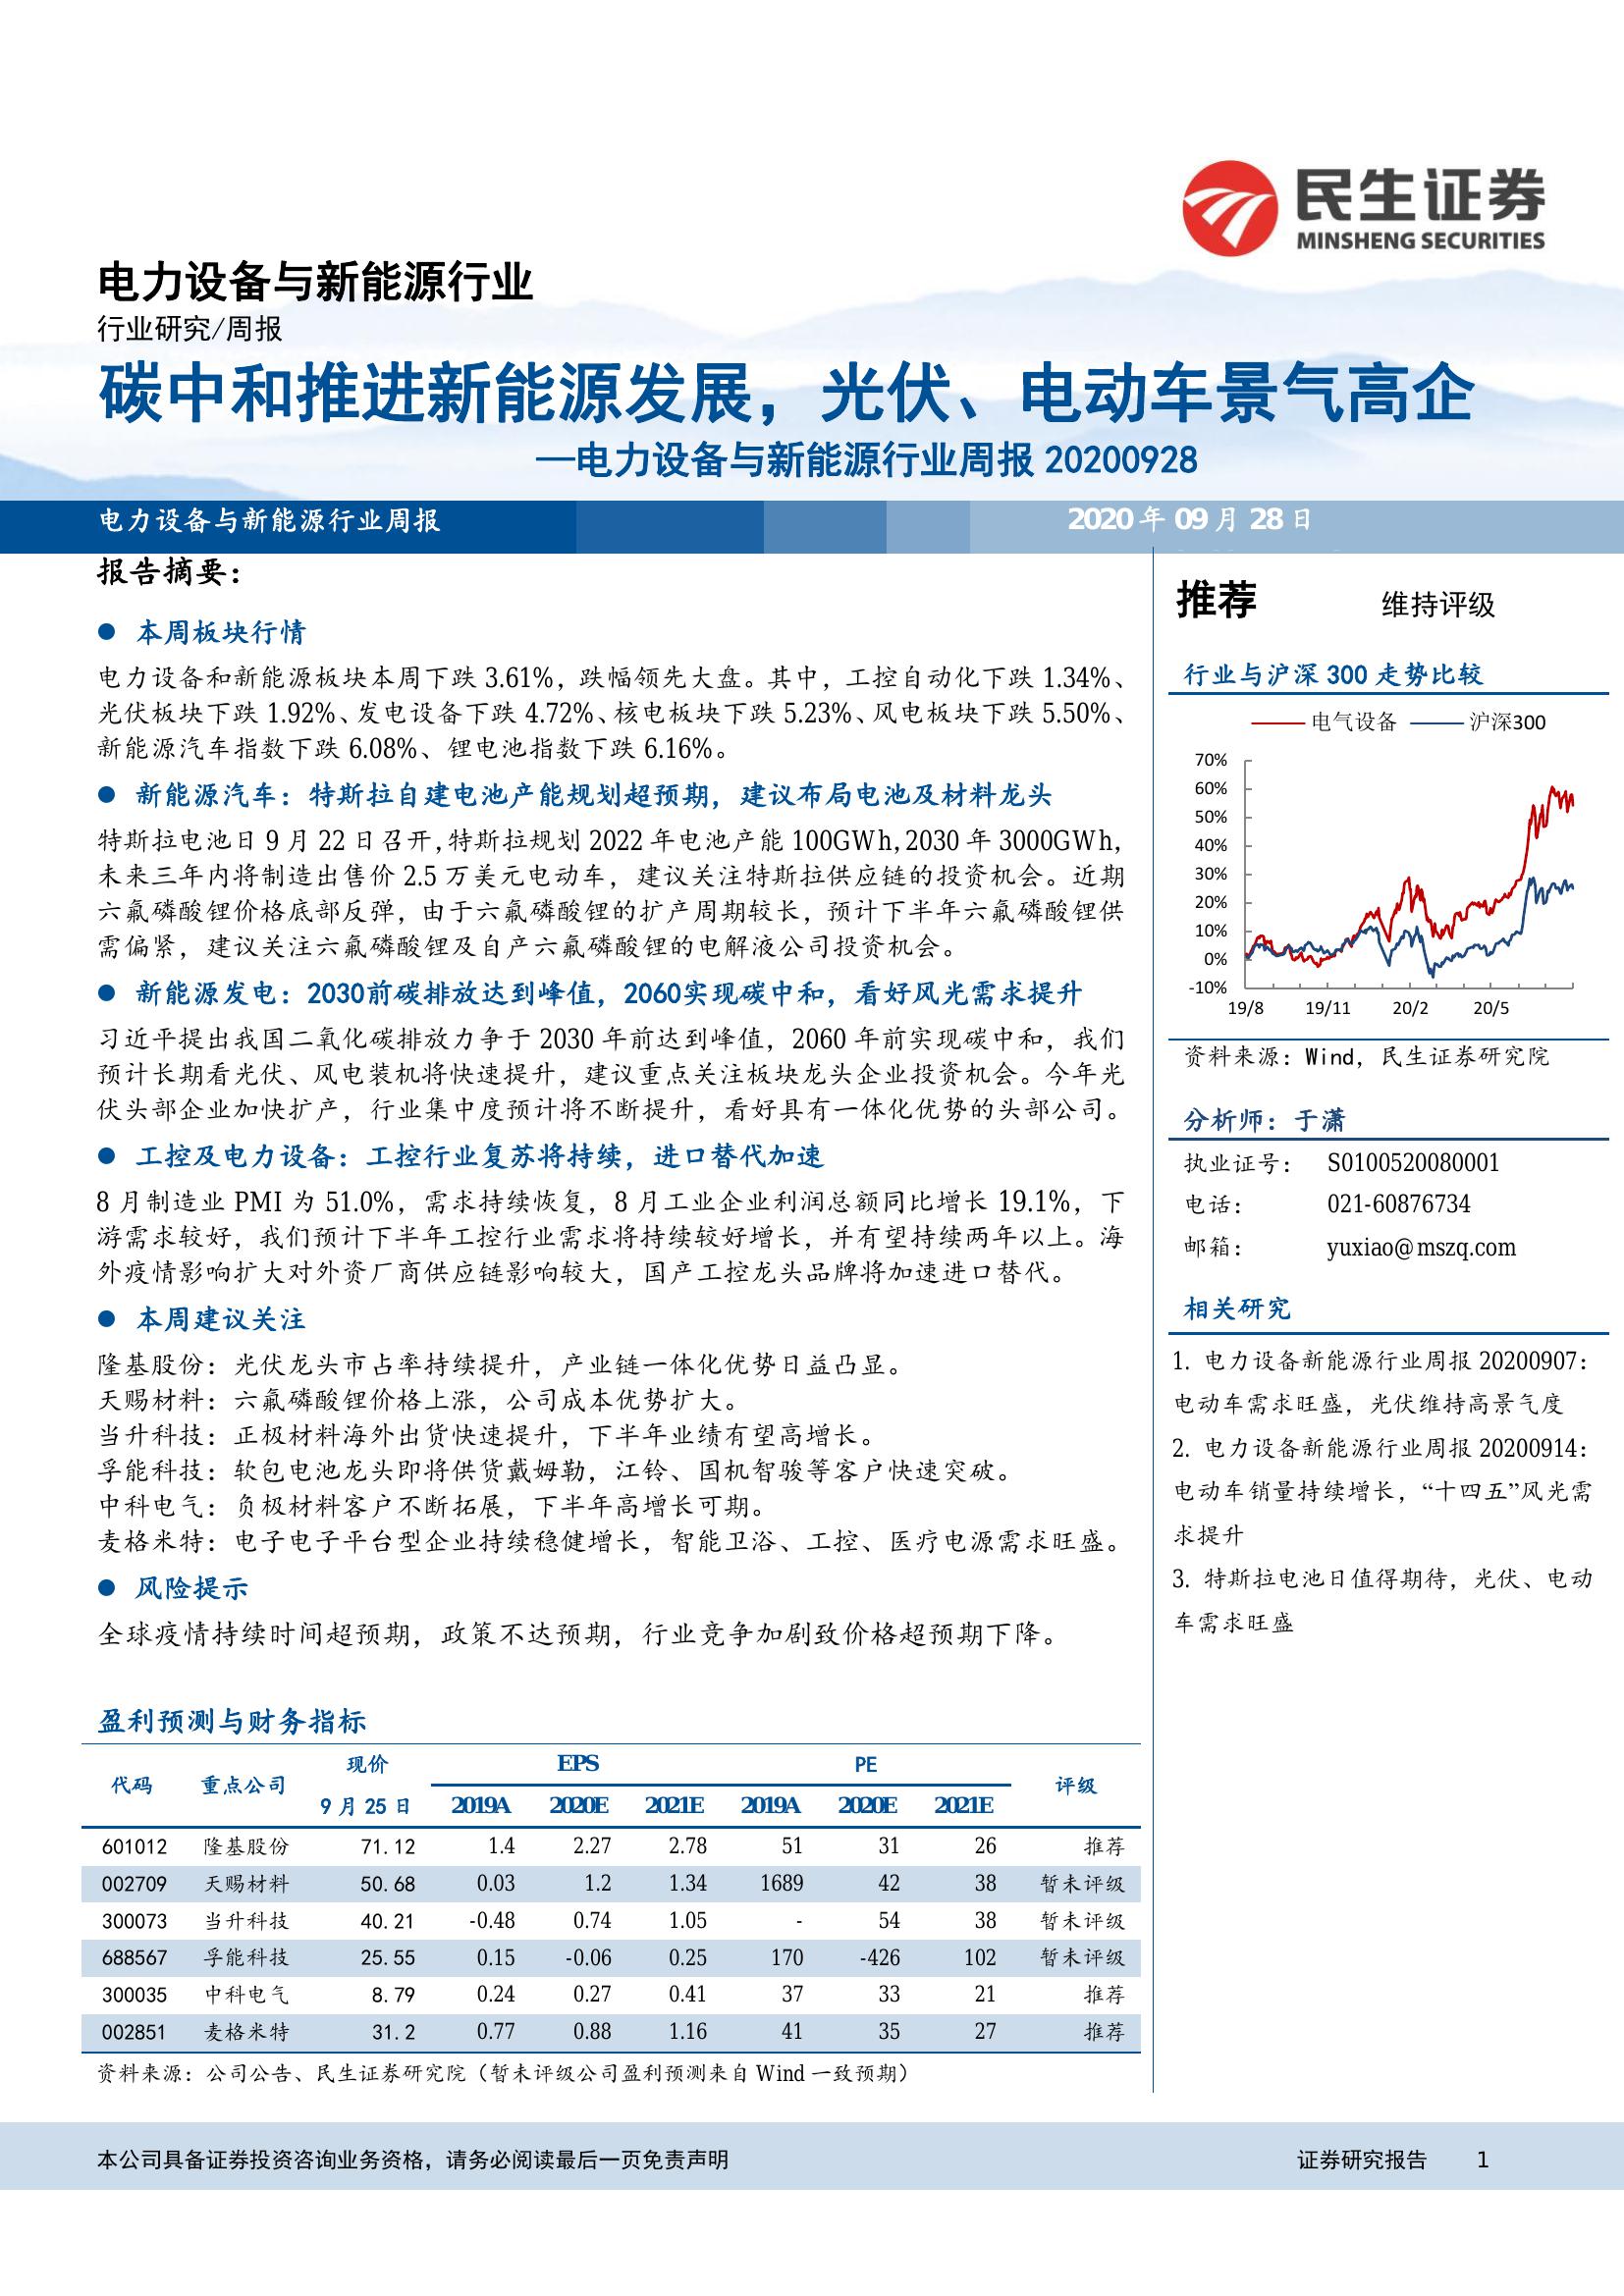 民生证券
MINSHENG SECURITIES
电力设备与新能源行业
行业研究/周报
碳中和推进新能源发展，光伏、电动车景气高企
—电力设备与新能源行业周报 20200928
电力设备与新能源行业周报 2020 年 09 月 28 日
报告摘要：
● 本周板块行情
电力设备和新能源板块本周下跌 3.61%，跌幅领先大盘。其中，工控自动化下跌 1.34%、
光伏板块下跌 1.92%、发电设备下跌 4.72%、核电板块下跌 5.23%、风电板块下跌 5.50%、
新能源汽车指数下跌 6.08%、锂电池指数下跌 6.16%。
● 新能源汽车：特斯拉自建电池产能规划超预期，建议布局电池及材料龙头
特斯拉电池日 9 月 22 日召开，特斯拉规划 2022 年电池产能 100GWh，2030 年 3000GWh，
未来三年内将制造出售价 2.5 万美元电动车，建议关注特斯拉供应链的投资机会。近期
六氟磷酸锂价格底部反弹，由于六氟磷酸锂的扩产周期较长，预计下半年六氟磷酸锂供
需偏紧，建议关注六氟磷酸锂及自产六氟磷酸锂的电解液公司投资机会。
● 新能源发电：2030前碳排放达到峰值，2060实现碳中和，看好风光需求提升
习近平提出我国二氧化碳排放力争于 2030 年前达到峰值，2060 年前实现碳中和，我们
预计长期看光伏、风电装机将快速提升，建议重点关注板块龙头企业投资机会。今年光
伏头部企业加快扩产，行业集中度预计将不断提升，看好具有一体化优势的头部公司。
● 工控及电力设备：工控行业复苏将持续，进口替代加速
8 月制造业 PMI 为 51.0%，需求持续恢复，8 月工业企业利润总额同比增长 19.1%，下
游需求较好，我们预计下半年工控行业需求将持续较好增长，并有望持续两年以上。海
外疫情影响扩大对外资厂商供应链影响较大，国产工控龙头品牌将加速进口替代。
● 本周建议关注
隆基股份：光伏龙头市占率持续提升，产业链一体化优势日益凸显。
天赐材料：六氟磷酸锂价格上涨，公司成本优势扩大。
当升科技：正极材料海外出货快速提升，下半年业绩有望高增长。
孚能科技：软包电池龙头即将供货戴姆勒，江铃、国机智骏等客户快速突破。
中科电气：负极材料客户不断拓展，下半年高增长可期。
麦格米特：电子电子平台型企业持续稳健增长，智能卫浴、工控、医疗电源需求旺盛。
● 风险提示
全球疫情持续时间超预期，政策不达预期，行业竞争加剧致价格超预期下降。
盈利预测与财务指标
代码 重点公司 现价 EPS PE 评级
9 月 25 日 2019A 2020E 2021E 2019A 2020E 2021E
601012 隆基股份 71.12 1.4 2.27 2.78 51 31 26 推荐
002709 天赐材料 50.68 0.03 1.2 1.34 1689 42 38 暂未评级
300073 当升科技 40.21 -0.48 0.74 1.05 - 54 38 暂未评级
688567 孚能科技 25.55 0.15 -0.06 0.25 170 -426 102 暂未评级
300035 中科电气 8.79 0.24 0.27 0.41 37 33 21 推荐
002851 麦格米特 31.2 0.77 0.88 1.16 41 35 27 推荐
资料来源：公司公告、民生证券研究院（暂未评级公司盈利预测来自 Wind 一致预期）
推荐 维持评级
行业与沪深 300 走势比较
电气设备 沪深300
70%
60%
50%
40%
30%
20%
10%
0%
-10%
19/8 19/11 20/2 20/5
资料来源：Wind，民生证券研究院
分析师：于潇
执业证号： S0100520080001
电话： 021-60876734
邮箱： yuxiao@mszq.com
相关研究
1. 电力设备新能源行业周报 20200907：
电动车需求旺盛，光伏维持高景气度
2. 电力设备新能源行业周报 20200914：
电动车销量持续增长，“十四五”风光需
求提升
3. 特斯拉电池日值得期待，光伏、电动
车需求旺盛
本公司具备证券投资咨询业务资格，请务必阅读最后一页免责声明 证券研究报告 1